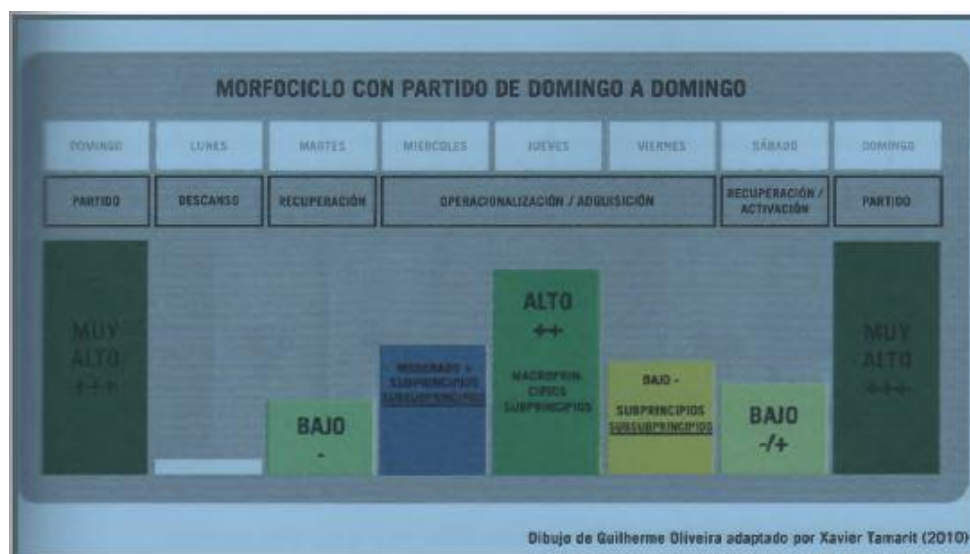 MORFOCICLO CON PARTIDO DE DOMINGO A DOMINGO
DOMINGO
LUNES
MARTES
MIERCOLES
JUEVES
VIERNES
SÁBADO
DOMINGO
PARTIDO
DESCANSO
RECUPERACIÓN
OPERACIONALIZACIÓN / ADQUISICIÓN
RECUPERACIÓN /
ACTIVACIÓN
PARTIDO
MUY
ALTO
+++
BAJO
-
MODERADO +
SUBPRINCIPIOS
SUBSUBPRINCIPIOS
ALTO
++
MACROPRIN-
CIPIOS
SUBPRINCIPIOS
BAJO -
SUBPRINCIPIOS
SUBSUBPRINCIPIOS
BAJO
-/+
MUY
ALTO
+++
Dibujo de Guilherme Oliveira adaptado por Xavier Tamarit (2010)